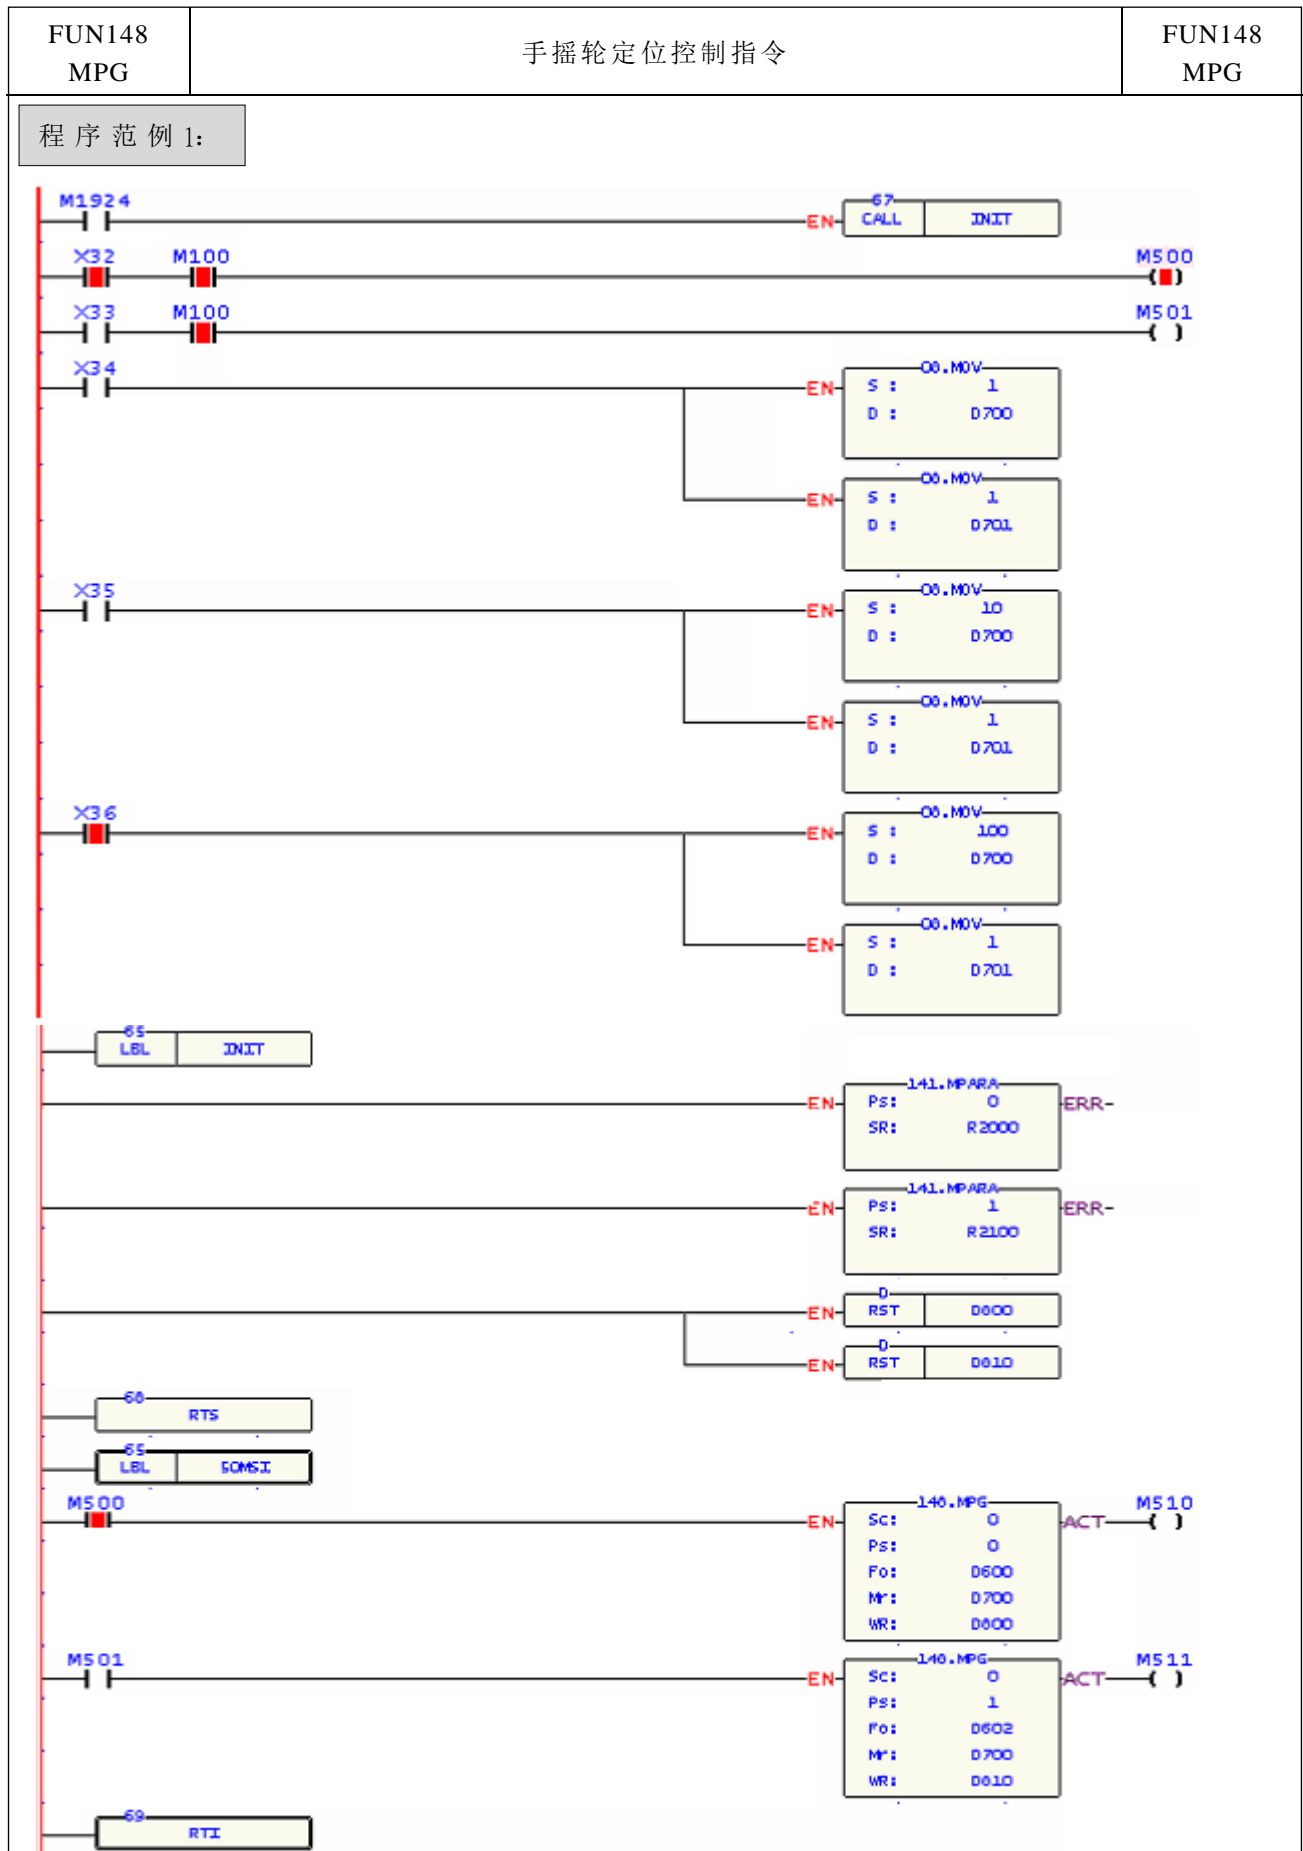 FUN148
MPG
手摇轮定位控制指令
FUN148
MPG
程序范例1:
M1924
EN
67
CALL INIT
X32 M100 M500
X33 M100 M501
X34
EN
08.MOV
S : 1
D : D700
EN
08.MOV
S : 1
D : D701
X35
EN
08.MOV
S : 10
D : D700
EN
08.MOV
S : 1
D : D701
X36
EN
08.MOV
S : 100
D : D700
EN
08.MOV
S : 1
D : D701
65
LBL INIT
EN
141.MPARA
Ps: 0
SR: R2000
ERR
EN
141.MPARA
Ps: 1
SR: R2100
ERR
EN
D
RST D800
EN
D
RST D810
68
RTS
65
LBL 50MSI
M500
EN
148.MPG
Sc: 0
Ps: 0
Fo: D600
Mr: D700
WR: D800
ACT
M510
M501
EN
148.MPG
Sc: 0
Ps: 1
Fo: D602
Mr: D700
WR: D810
ACT
M511
69
RTI